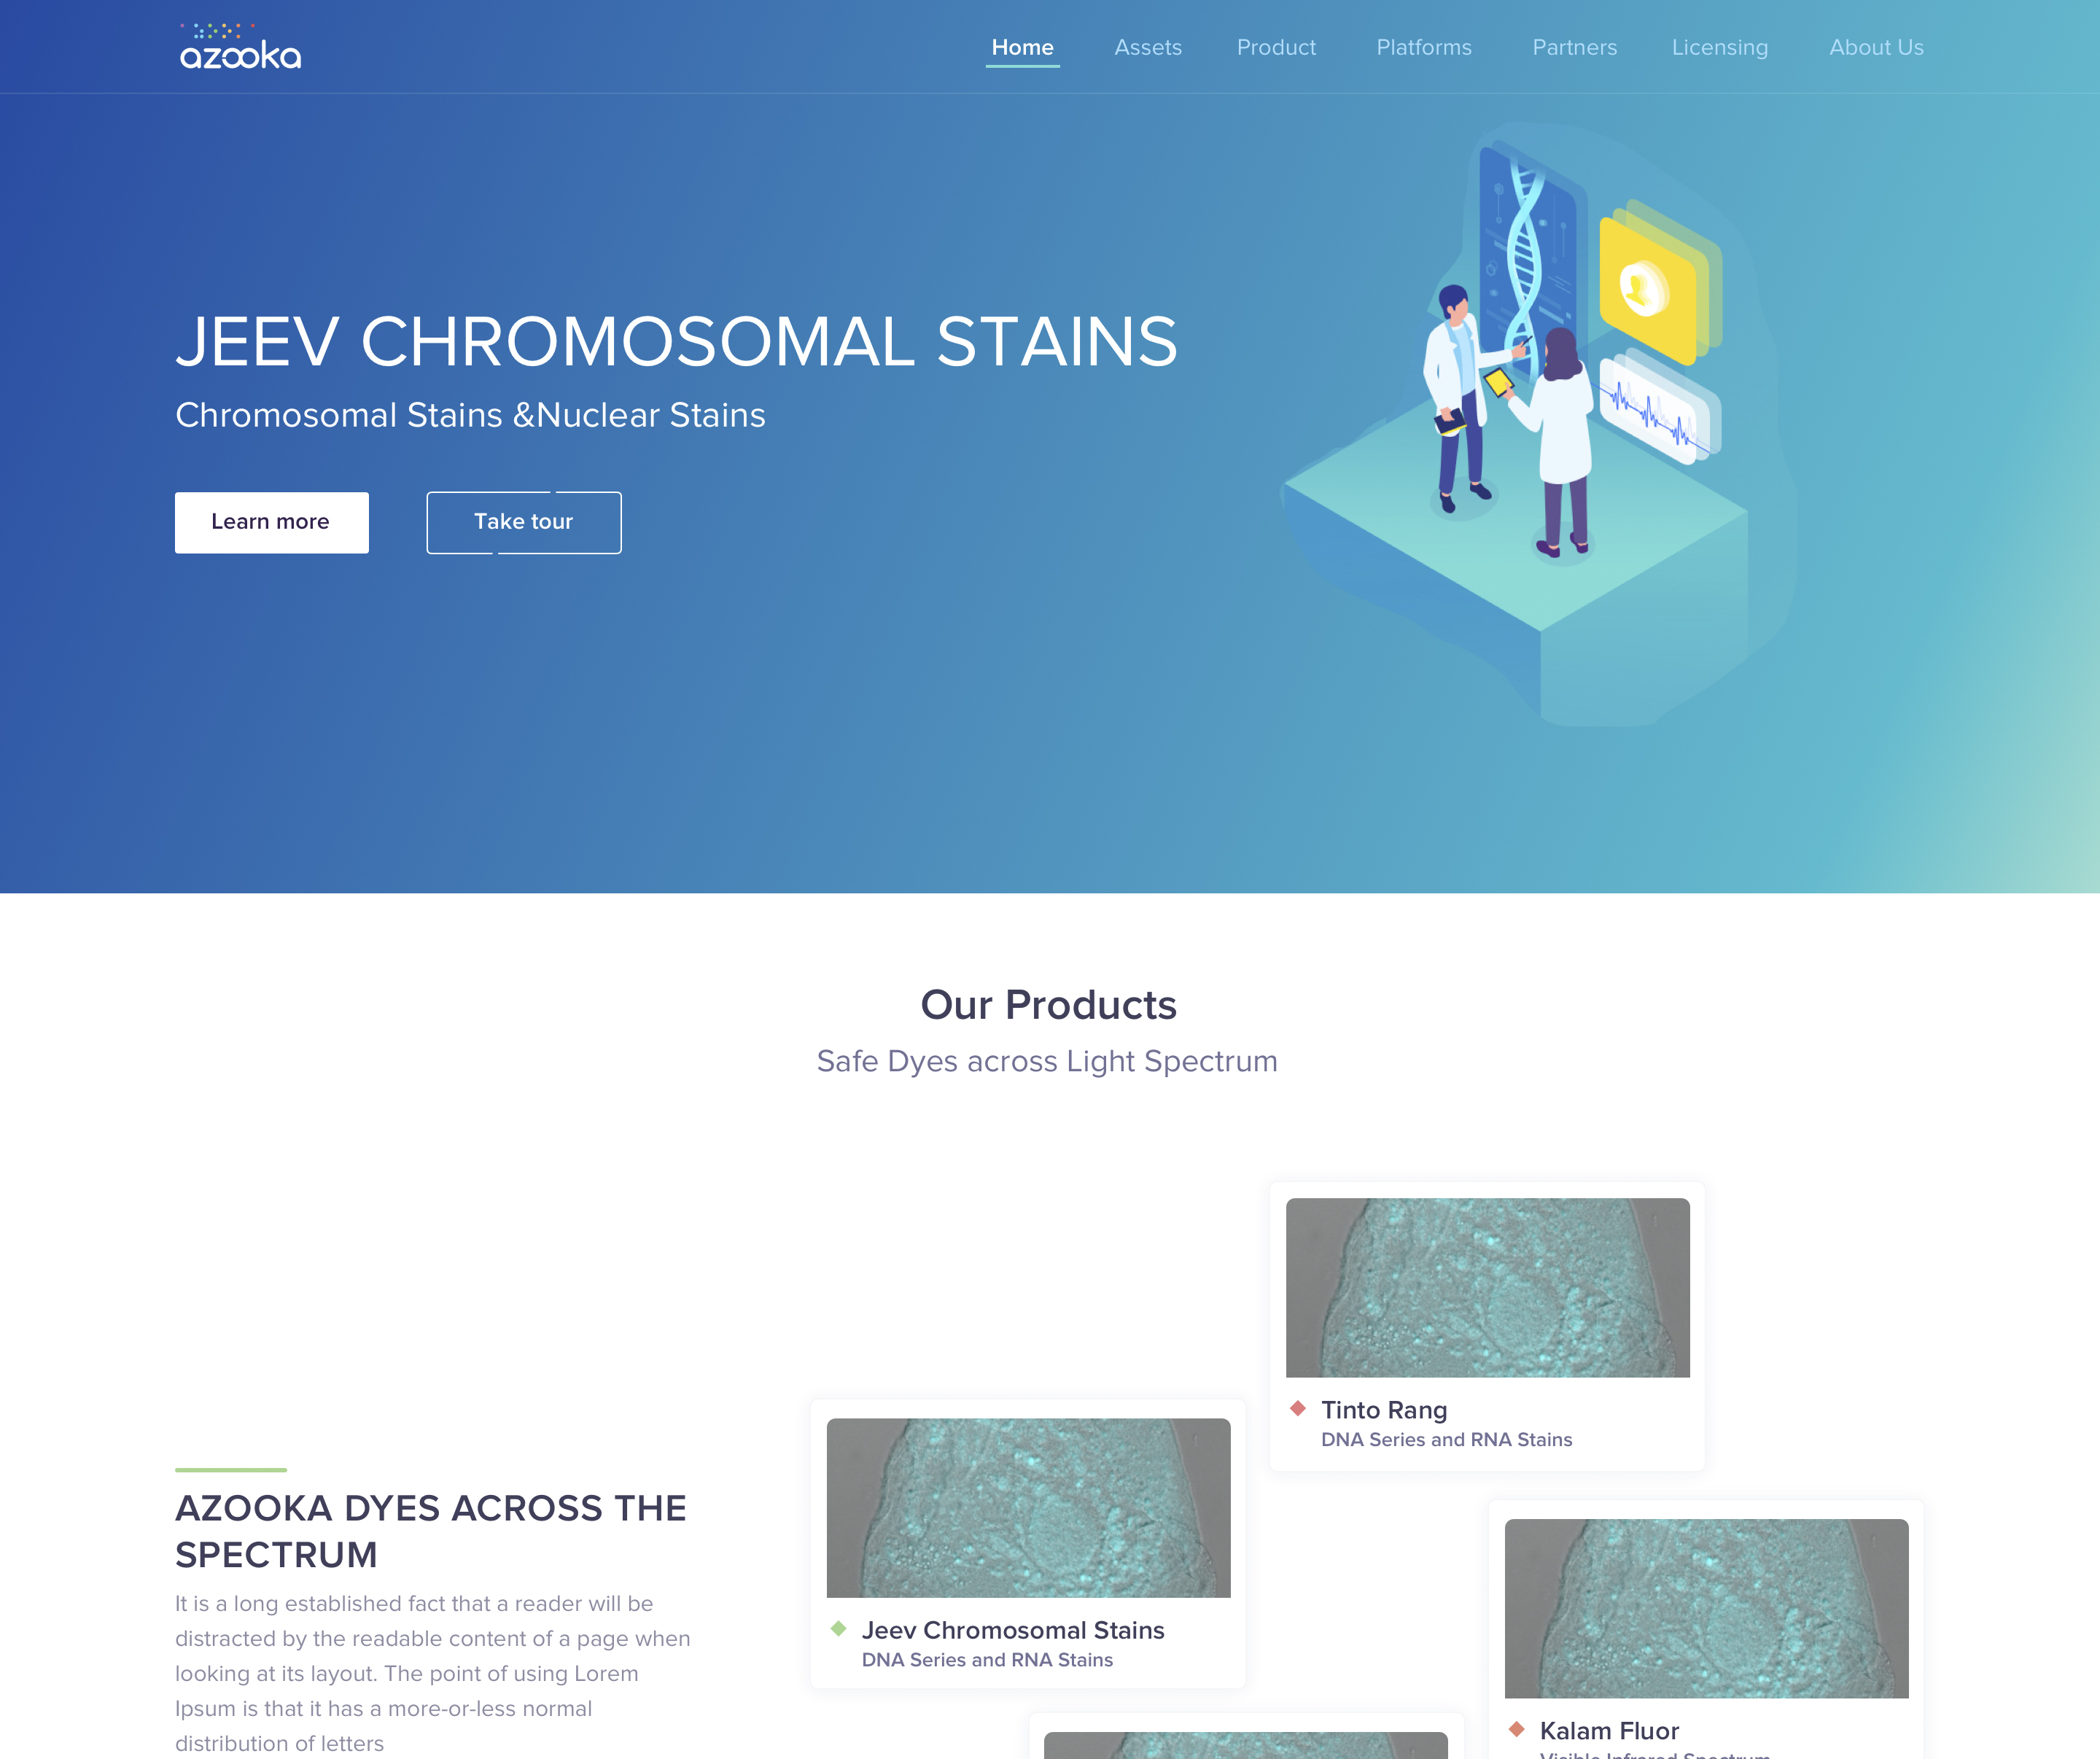 azooka
Home
Assets
Product
Platforms
Partners
Licensing
About Us
JEEV CHROMOSOMAL STAINS
Chromosomal Stains &Nuclear Stains
Learn more
Take tour
Our Products
Safe Dyes across Light Spectrum
Tinto Rang
DNA Series and RNA Stains
AZOOKA DYES ACROSS THE
SPECTRUM
It is a long established fact that a reader will be
distracted by the readable content of a page when
looking at its layout. The point of using Lorem
Ipsum is that it has a more-or-less normal
distribution of letters
Jeev Chromosomal Stains
DNA Series and RNA Stains
Kalam Fluor
Visible Infrared Spectrum